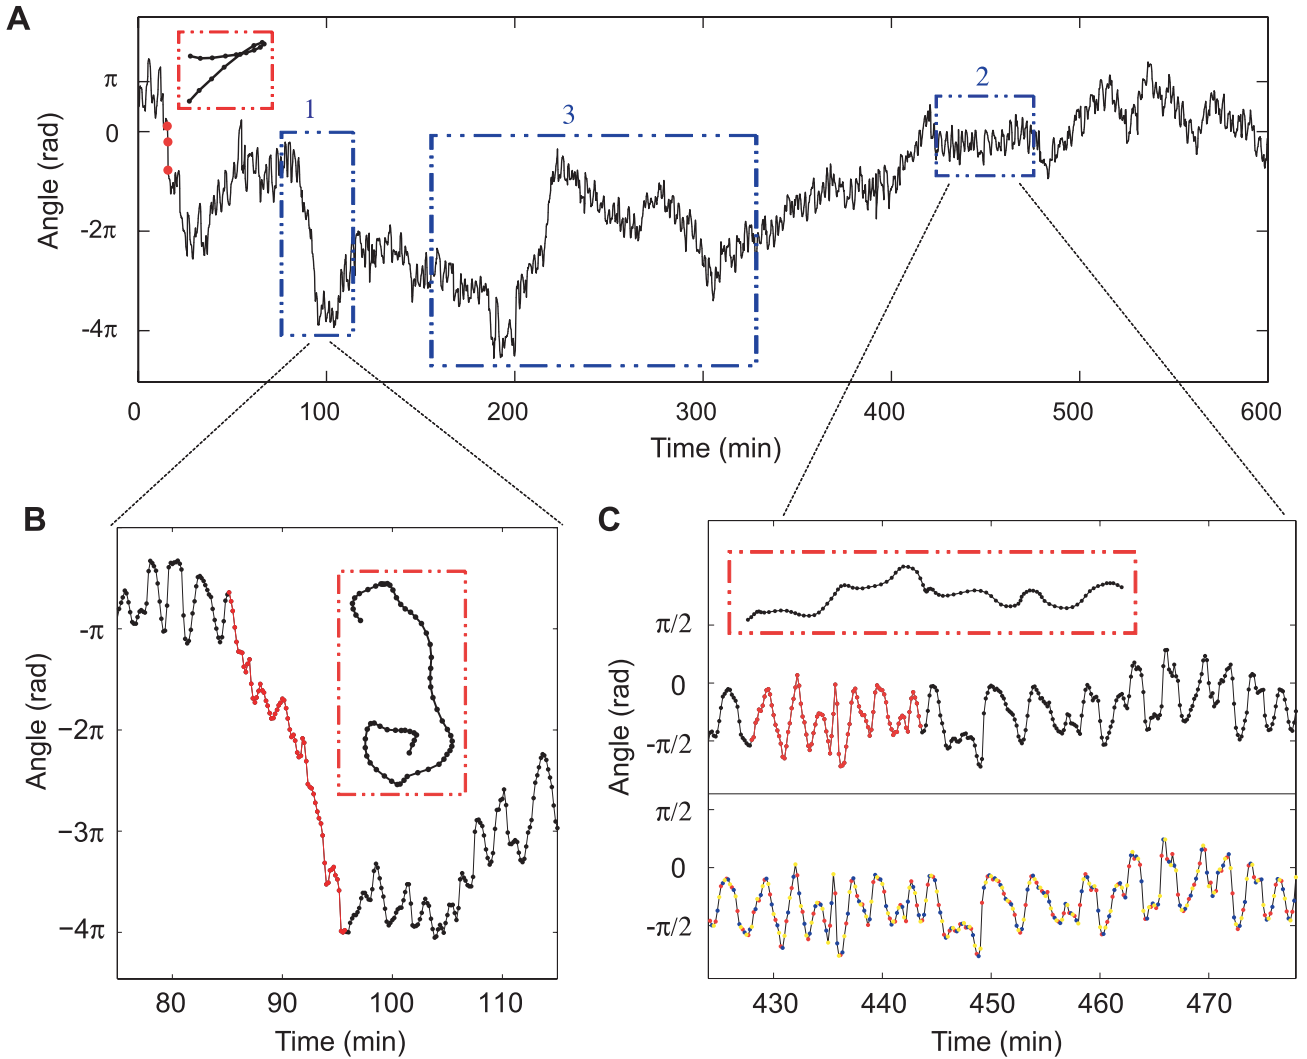 A
1
3
2
π
0
-2π
-4π
Angle (rad)
0 100 200 300 400 500 600
Time (min)
B
-π
−2π
−3π
−4π
Angle (rad)
80 90 100 110
Time (min)
C
π/2
0
-π/2
π/2
0
-π/2
Angle (rad)
430 440 450 460 470
Time (min)